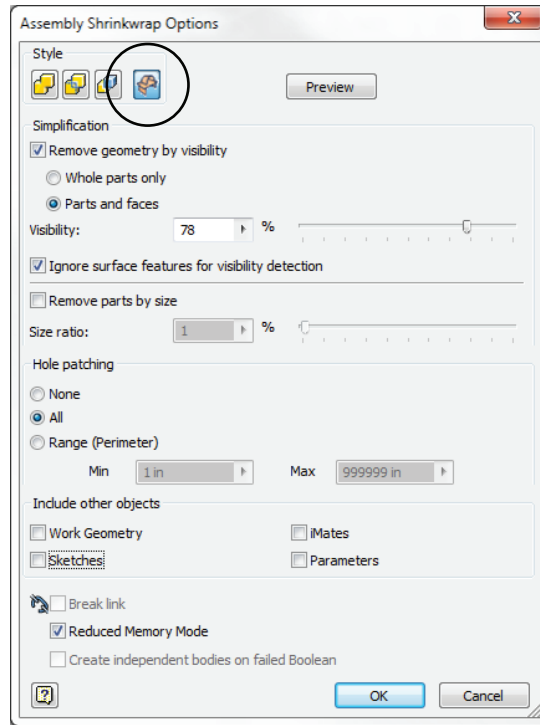 Assembly Shrinkwrap Options
Style
Preview
Simplification
Remove geometry by visibility
Whole parts only
Parts and faces
Visibility: 78 %
Ignore surface features for visibility detection
Remove parts by size
Size ratio: 1 %
Hole patching
None
All
Range (Perimeter)
Min 1 in Max 999999 in
Include other objects
Work Geometry iMates
Sketches Parameters
Break link
Reduced Memory Mode
Create independent bodies on failed Boolean
? OK Cancel